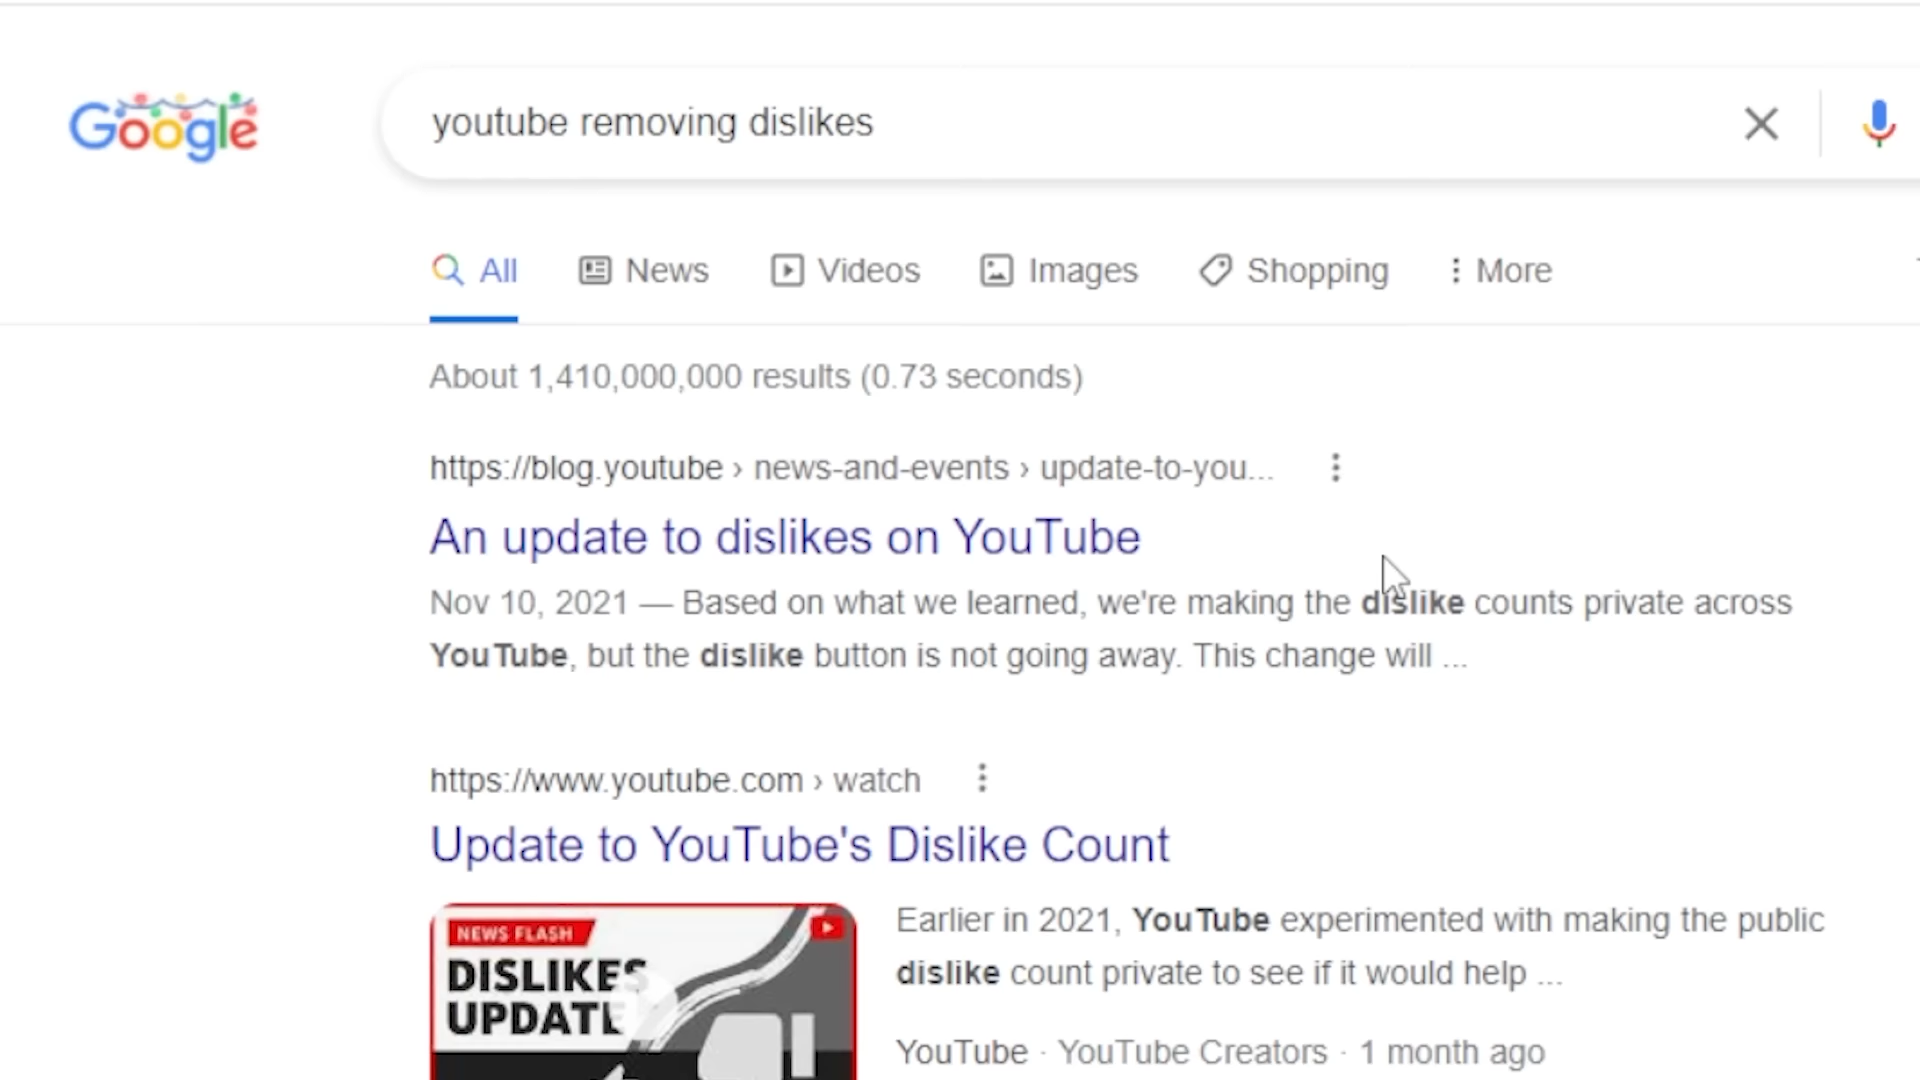 Google
youtube removing dislikes
All News Videos Images Shopping More
About 1,410,000,000 results (0.73 seconds)
https://blog.youtube › news-and-events › update-to-you...
An update to dislikes on YouTube
Nov 10, 2021 — Based on what we learned, we're making the dislike counts private across
YouTube, but the dislike button is not going away. This change will ...
https://www.youtube.com › watch
Update to YouTube's Dislike Count
NEWS FLASH
DISLIKES
UPDATE
Earlier in 2021, YouTube experimented with making the public
dislike count private to see if it would help ...
YouTube · YouTube Creators · 1 month ago